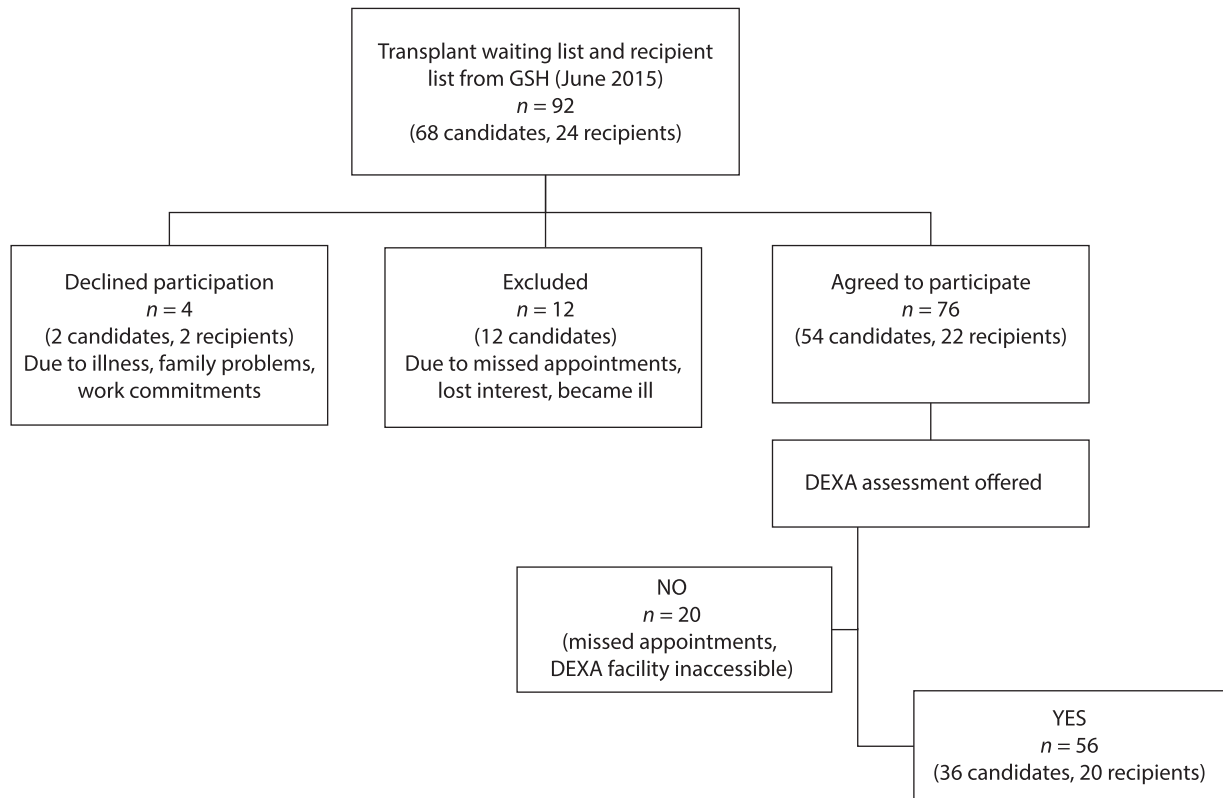 Transplant waiting list and recipient
list from GSH (June 2015)
n = 92
(68 candidates, 24 recipients)
Declined participation
n = 4
(2 candidates, 2 recipients)
Due to illness, family problems,
work commitments
Excluded
n = 12
(12 candidates)
Due to missed appointments,
lost interest, became ill
Agreed to participate
n = 76
(54 candidates, 22 recipients)
DEXA assessment offered
NO
n = 20
(missed appointments,
DEXA facility inaccessible)
YES
n = 56
(36 candidates, 20 recipients)